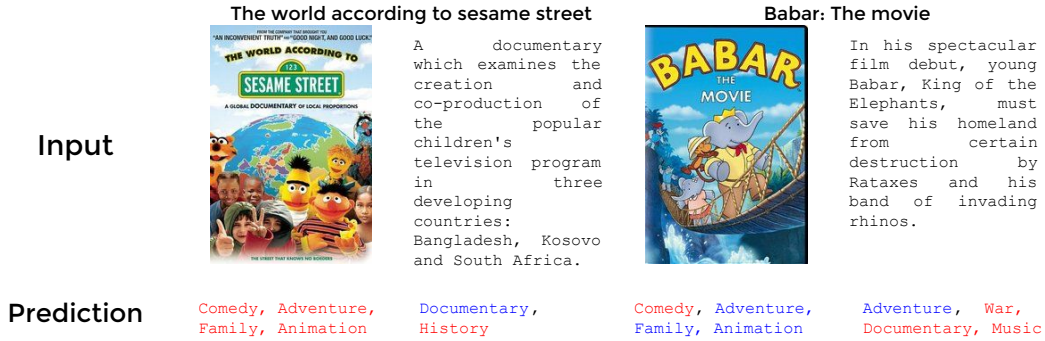 The world according to sesame street
FROM THE COMPANY THAT BROUGHT YOU
"AN INCONVENIENT TRUTH" AND "GOOD NIGHT, AND GOOD LUCK."
THE WORLD ACCORDING TO
123
SESAME STREET
A GLOBAL DOCUMENTARY OF LOCAL PROPORTIONS
THE STREET THAT KNOWS NO BORDERS
A documentary
which examines the
creation and
co-production of
the popular
children's
television program
in three
developing
countries:
Bangladesh, Kosovo
and South Africa.
Babar: The movie
BABAR
THE
MOVIE
In his spectacular
film debut, young
Babar, King of the
Elephants, must
save his homeland
from certain
destruction by
Rataxes and his
band of invading
rhinos.
Input
Prediction
Comedy, Adventure,
Family, Animation
Documentary,
History
Comedy, Adventure,
Family, Animation
Adventure, War,
Documentary, Music